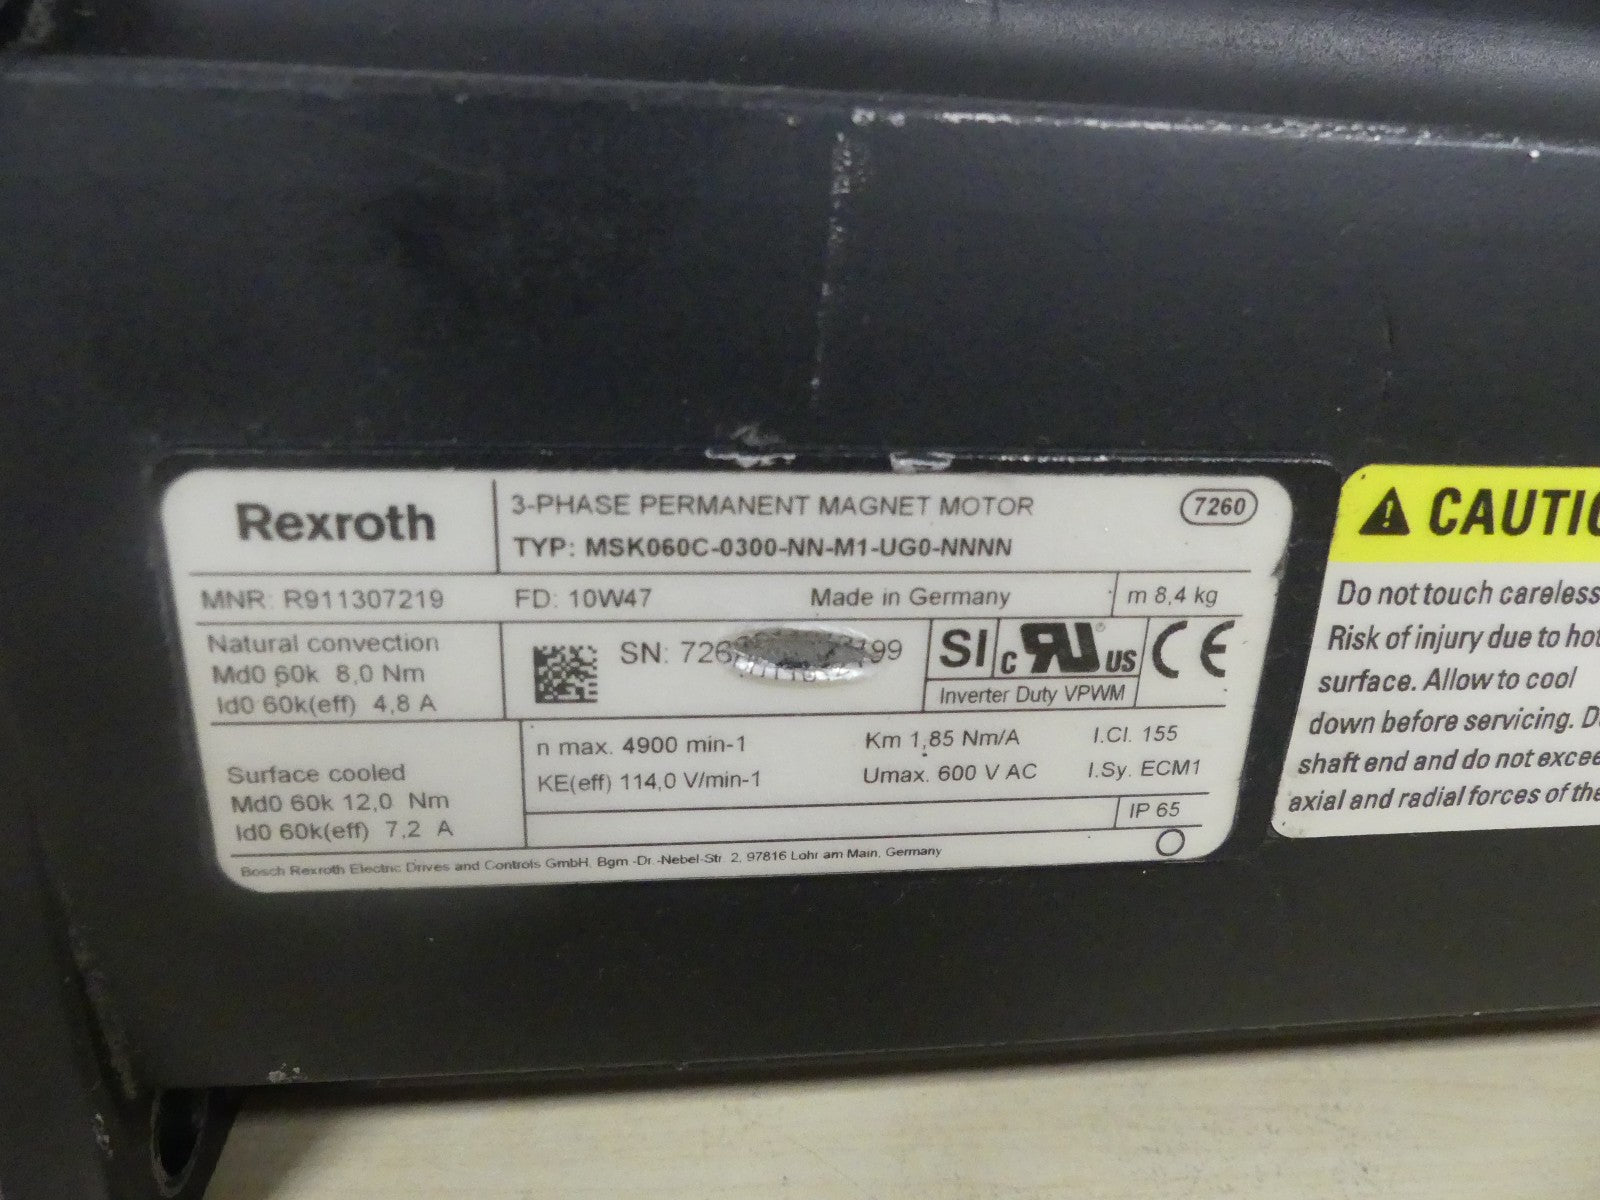 Rexroth
3-PHASE PERMANENT MAGNET MOTOR
7260
TYP: MSK060C-0300-NN-M1-UG0-NNNN
MNR: R911307219
FD: 10W47
Made in Germany
m 8,4 kg
Natural convection
Md0 60k 8,0 Nm
Id0 60k(eff) 4,8 A
SN:
SI
c RU ® US
CE
Inverter Duty VPWM
Surface cooled
Md0 60k 12,0 Nm
Id0 60k(eff) 7,2 A
n max. 4900 min-1
Km 1,85 Nm/A
I.Cl. 155
KE(eff) 114,0 V/min-1
Umax. 600 V AC
I.Sy. ECM1
IP 65
Bosch Rexroth Electric Drives and Controls GmbH, Bgm.-Dr.-Nebel-Str. 2, 97816 Lohr am Main, Germany
Do not touch
Risk of injury due to
surface. Allow to cool
down before servicing.
shaft end and do not
axial and radial forces of the